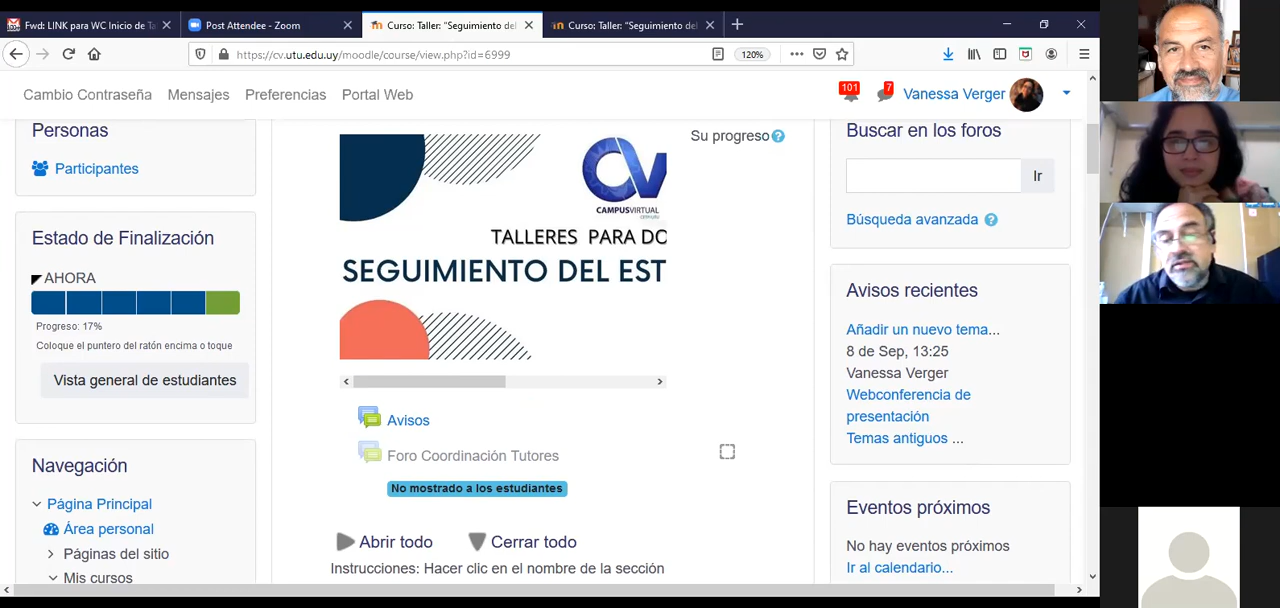 Fwd: LINK para WC Inicio de Ta
Post Attendee - Zoom
Curso: Taller: "Seguimiento del
Curso: Taller: "Seguimiento del
https://cv.utu.edu.uy/moodle/course/view.php?id=6999
120%
Cambio Contraseña
Mensajes
Preferencias
Portal Web
101
7
Vanessa Verger
Personas
Participantes
Estado de Finalización
AHORA
Progreso: 17%
Coloque el puntero del ratón encima o toque
Vista general de estudiantes
Navegación
Página Principal
Área personal
Páginas del sitio
Mis cursos
Su progreso
CV
CAMPUSVIRTUAL
TALLERES PARA DO
SEGUIMIENTO DEL EST
Avisos
Foro Coordinación Tutores
No mostrado a los estudiantes
Abrir todo
Cerrar todo
Instrucciones: Hacer clic en el nombre de la sección
Buscar en los foros
Ir
Búsqueda avanzada
Avisos recientes
Añadir un nuevo tema...
8 de Sep, 13:25
Vanessa Verger
Webconferencia de
presentación
Temas antiguos ...
Eventos próximos
No hay eventos próximos
Ir al calendario...